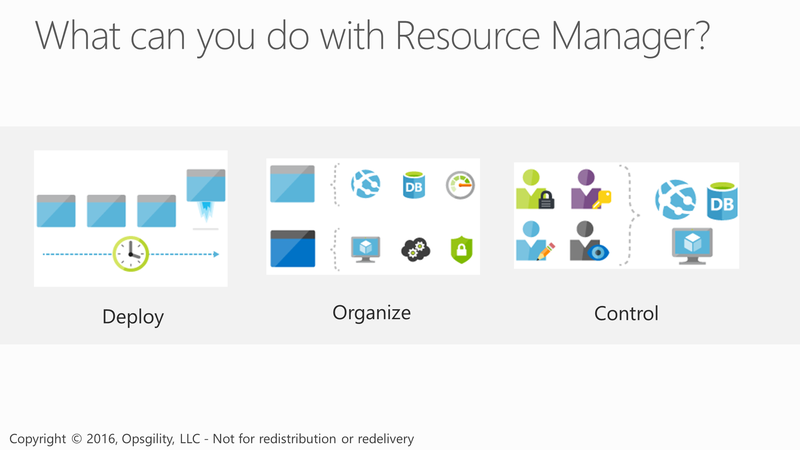 What can you do with Resource Manager?
DB
DB
Deploy
Organize
Control
Copyright © 2016, Opsgility, LLC - Not for redistribution or redelivery